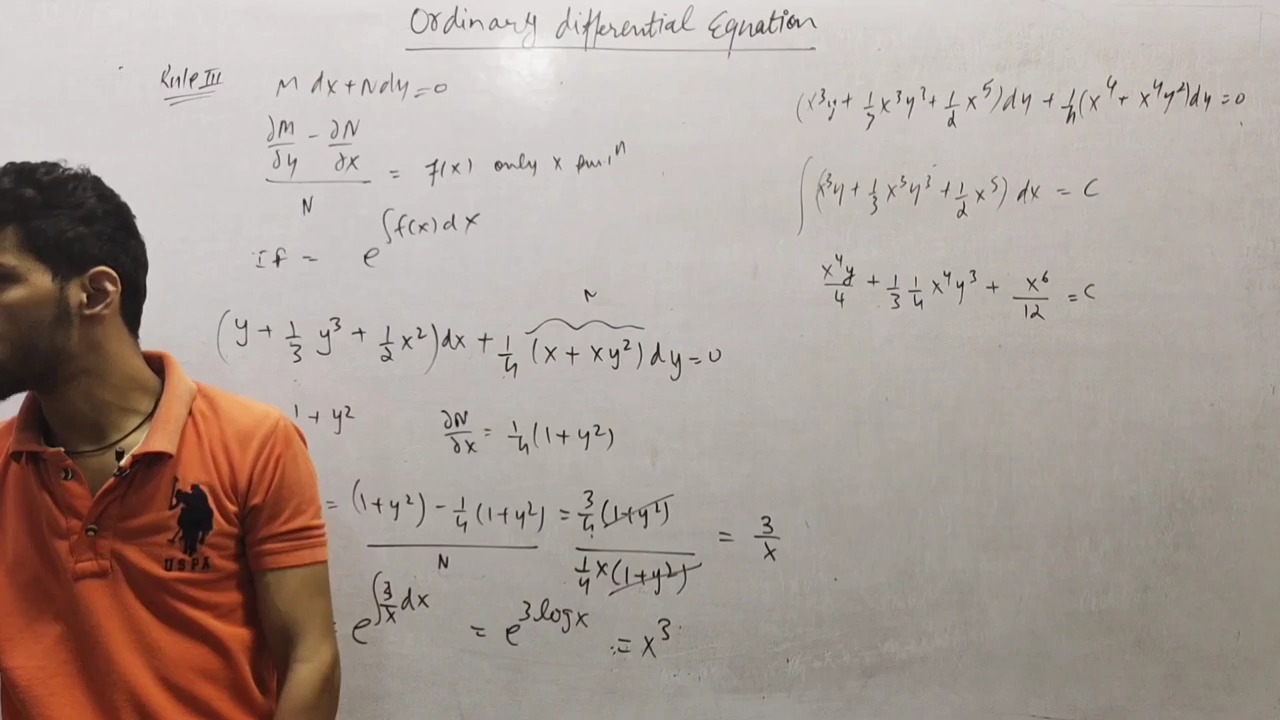 Ordinary differential Equation
Rule III
M dx + Ndy = 0
∂M/∂y - ∂N/∂x
N
= f(x) only x funcⁿ
If = e^∫f(x)dx
N
(y + 1/3 y³ + 1/2 x²)dx + 1/4 (x + xy²)dy = 0
1 + y²
∂N/∂x = 1/4 (1 + y²)
= (1+y²) - 1/4 (1+y²) / N = 3/4 (1+y²) / 1/4 x(1+y²) = 3/x
= e^∫3/x dx = e^3logx = x³
(x³y + 1/3 x³y³ + 1/2 x⁵)dy + 1/4 (x⁴ + x⁴y²)dy = 0
∫(x³y + 1/3 x³y³ + 1/2 x⁵) dx = C
x⁴y/4 + 1/3 1/4 x⁴y³ + x⁶/12 = C
USPA